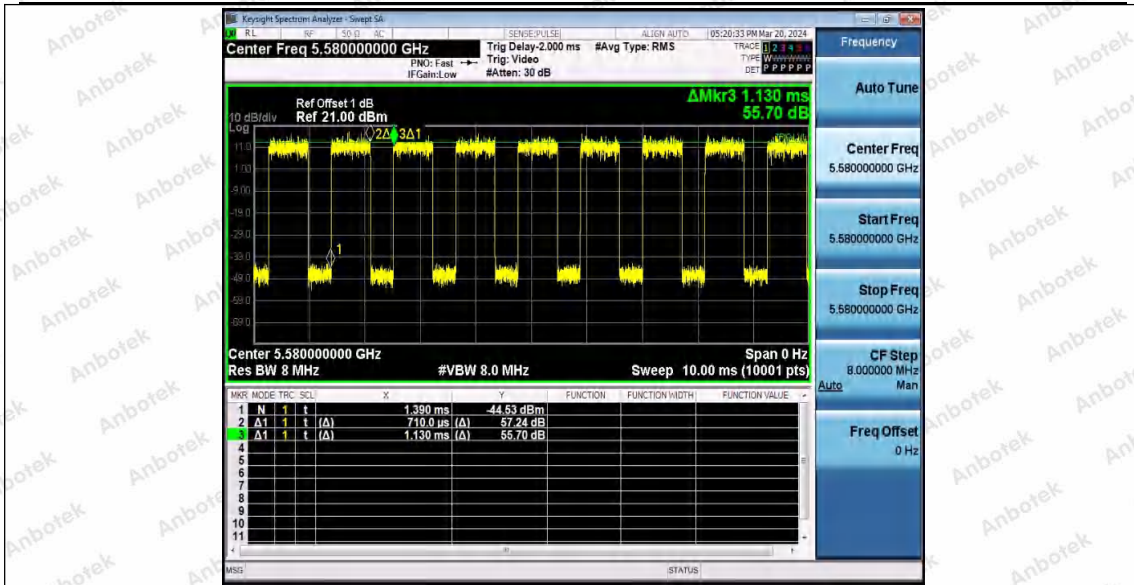 Keysight Spectrum Analyzer - Swept SA
RL RF 50 Ω AC SENSE:PULSE ALIGN AUTO 05:20:33 PM Mar 20, 2024
Center Freq 5.580000000 GHz
Trig Delay-2.000 ms #Avg Type: RMS
TRACE 1 2 3 4 5 6
PNO: Fast Trig: Video
TYPE
IFGain:Low #Atten: 30 dB
DET P P P P P P
Frequency
Auto Tune
Center Freq
5.580000000 GHz
Start Freq
5.580000000 GHz
Stop Freq
5.580000000 GHz
CF Step
8.000000 MHz
Auto Man
Freq Offset
0 Hz
ΔMkr3 1.130 ms
55.70 dB
Ref Offset 1 dB
10 dB/div Ref 21.00 dBm
Log
2Δ 3Δ1
11.0
1.00
-9.00
-19.0
-29.0
-39.0
-49.0
-59.0
-69.0
1
Center 5.580000000 GHz Span 0 Hz
Res BW 8 MHz #VBW 8.0 MHz Sweep 10.00 ms (10001 pts)
MKR MODE TRC SCL X Y FUNCTION FUNCTION WIDTH FUNCTION VALUE
1 N 1 t 1.390 ms -44.53 dBm
2 Δ1 1 t (Δ) 710.0 µs (Δ) 57.24 dB
3 Δ1 1 t (Δ) 1.130 ms (Δ) 55.70 dB
4
5
6
7
8
9
10
11
MSG STATUS
Anbotek